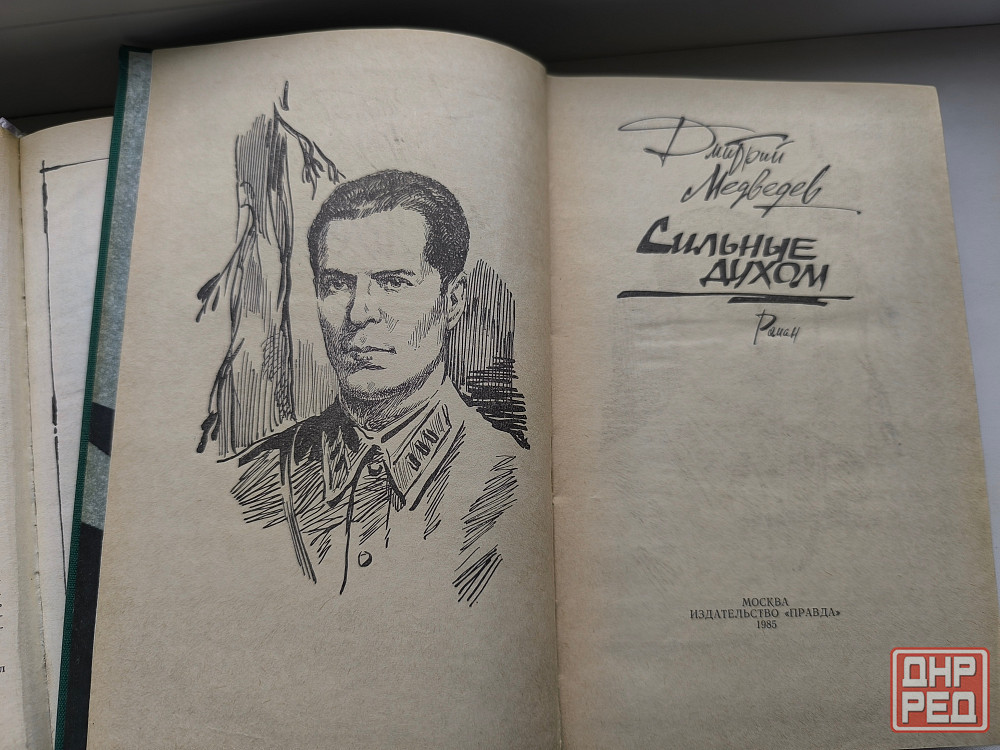 Дмитрий
Медведев
Сильные
духом
Роман
МОСКВА
ИЗДАТЕЛЬСТВО «ПРАВДА»
1985
ДНР
РЕД